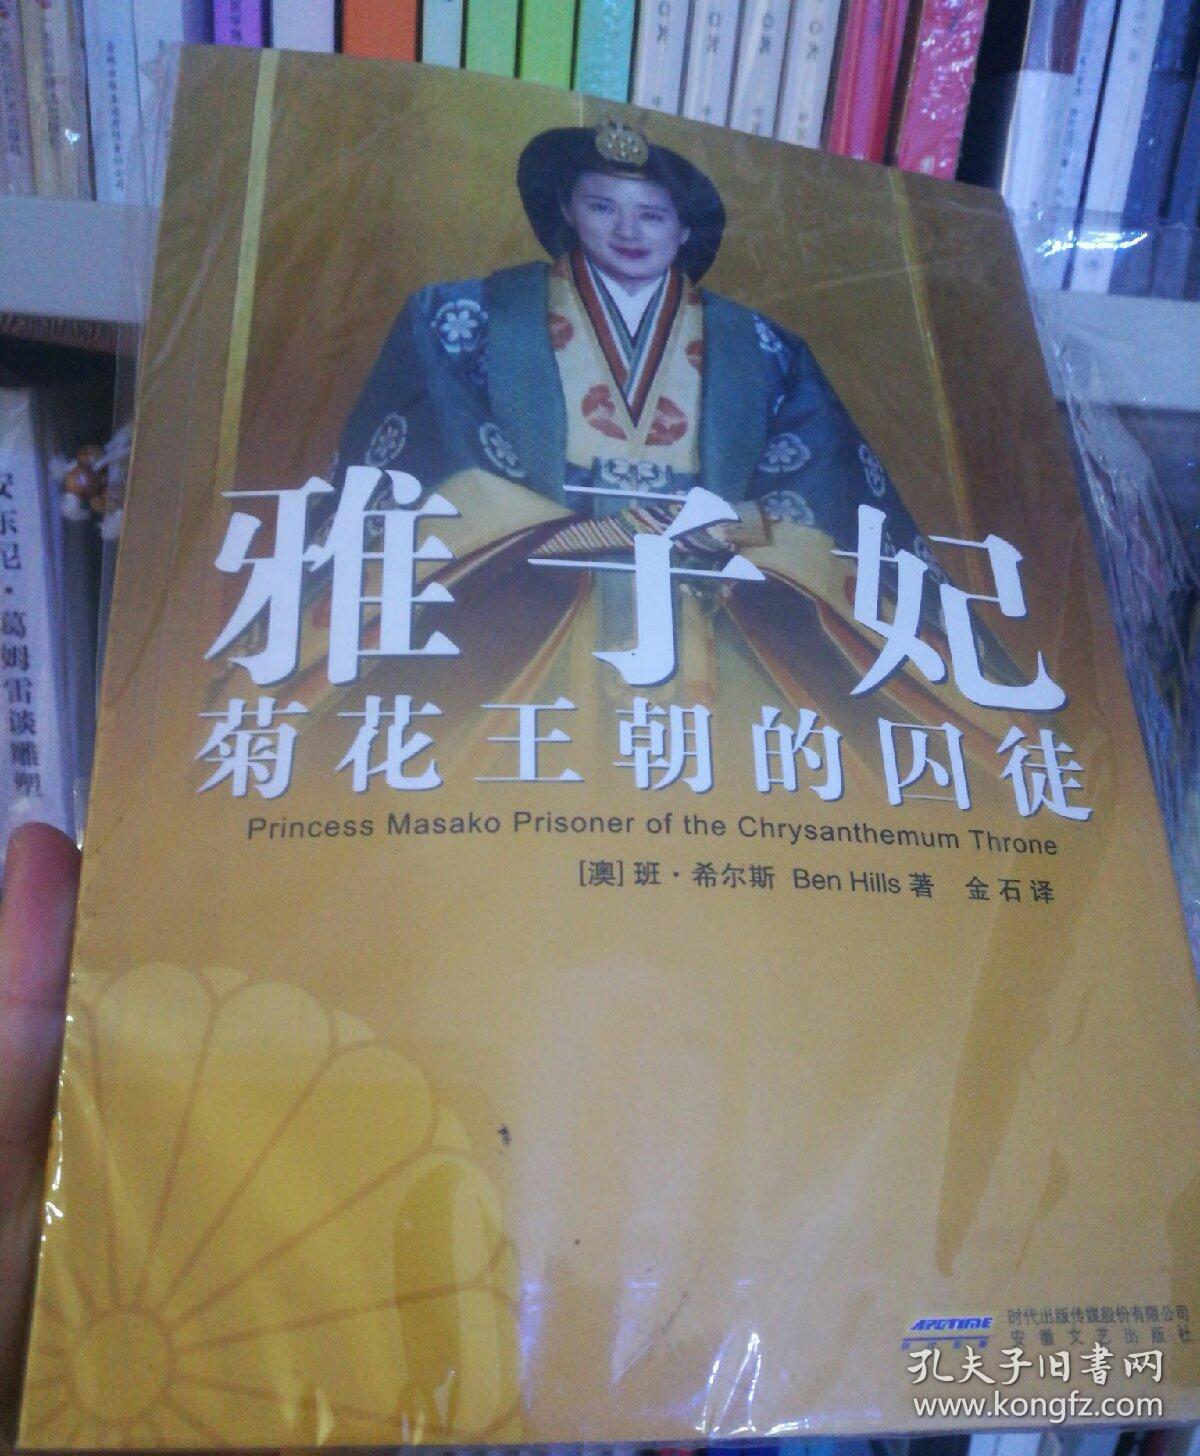 雅子妃
菊花王朝的囚徒
Princess Masako Prisoner of the Chrysanthemum Throne
[澳] 班·希尔斯 Ben Hills 著 金石 译
安东尼·葛姆雷谈雕塑
APGTIME
时代出版传媒股份有限公司
安徽文艺出版社
孔夫子旧书网
www.kongfz.com